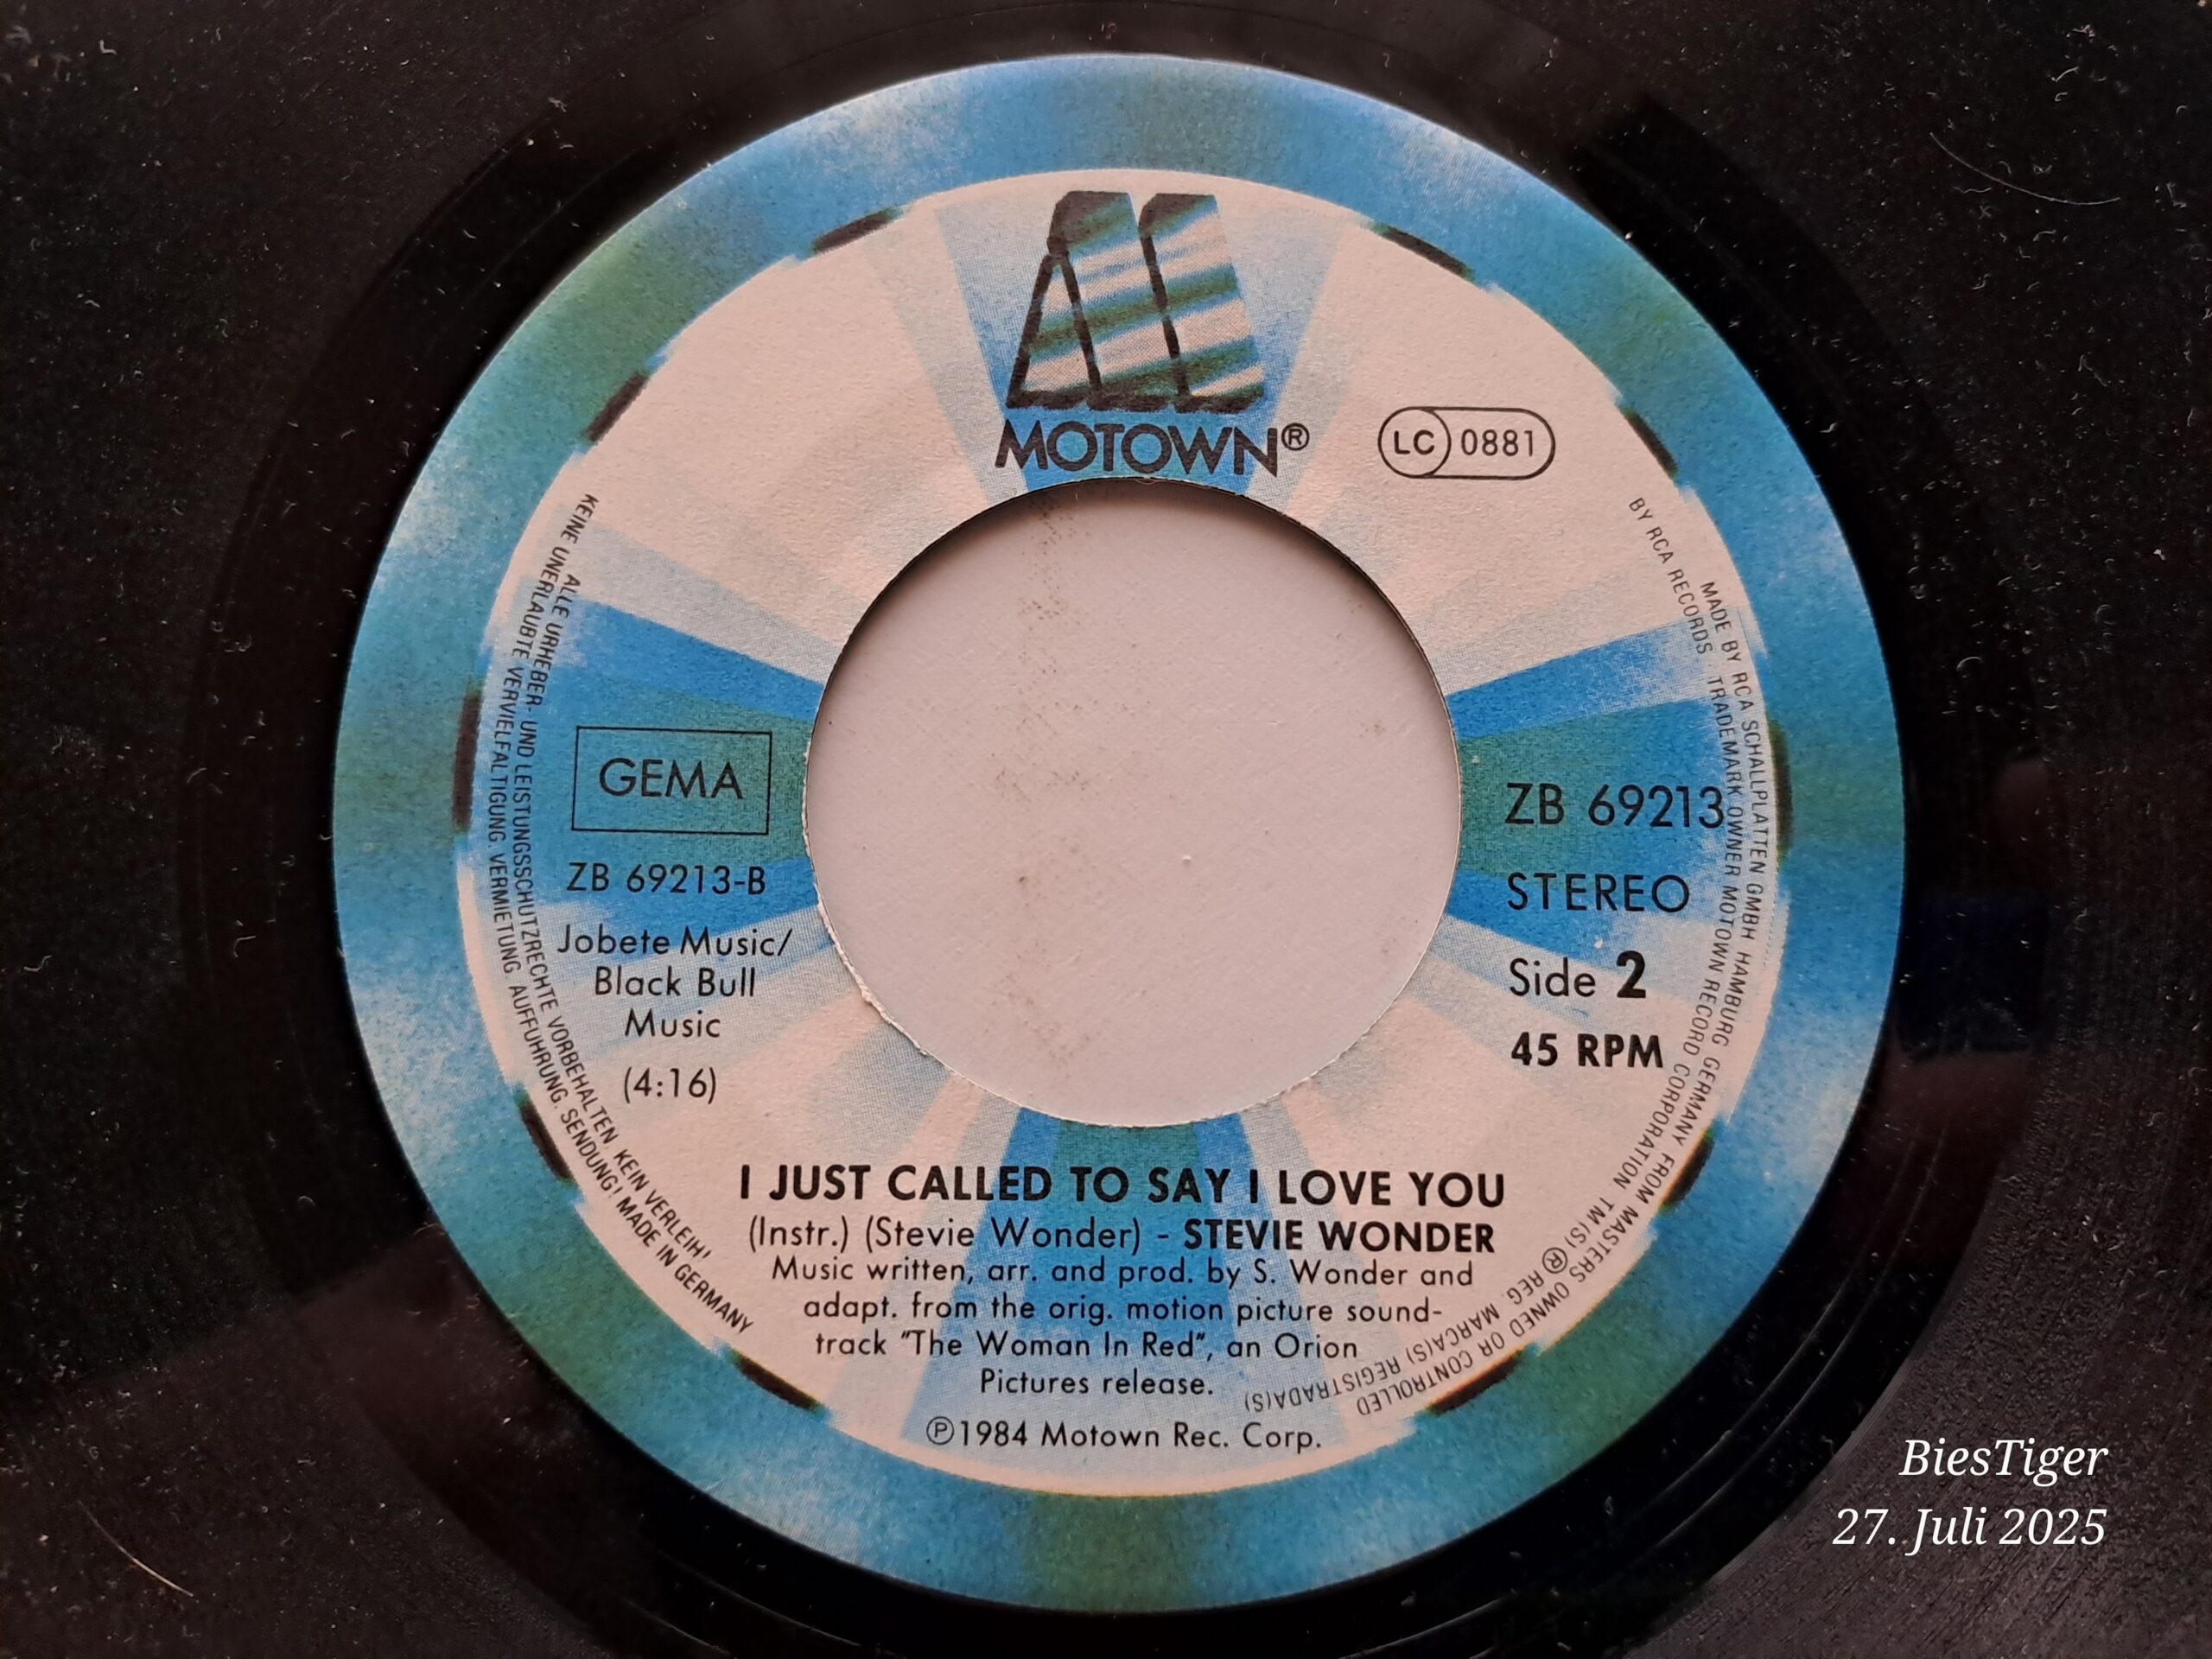 MOTOWN®
LC 0881
GEMA
ZB 69213-B
Jobete Music/
Black Bull
Music
(4:16)
ZB 69213
STEREO
Side 2
45 RPM
I JUST CALLED TO SAY I LOVE YOU
(Instr.) (Stevie Wonder) - STEVIE WONDER
Music written, arr. and prod. by S. Wonder and
adapt. from the orig. motion picture sound-
track "The Woman In Red", an Orion
Pictures release.
℗1984 Motown Rec. Corp.
ALLE URHEBER- UND LEISTUNGSSCHUTZRECHTE VORBEHALTEN. KEIN VERLEIH!
KEINE UNERLAUBTE VERVIELFÄLTIGUNG. VERMIETUNG. AUFFÜHRUNG. SENDUNG! MADE IN GERMANY
MADE BY RCA SCHALLPLATTEN GMBH HAMBURG GERMANY FROM MASTERS OWNED OR CONTROLLED
BY RCA RECORDS. TRADEMARK OWNER MOTOWN RECORD CORPORATION TM(S) ® REG. MARCA(S) REGISTRADA(S)
BiesTiger
27. Juli 2025